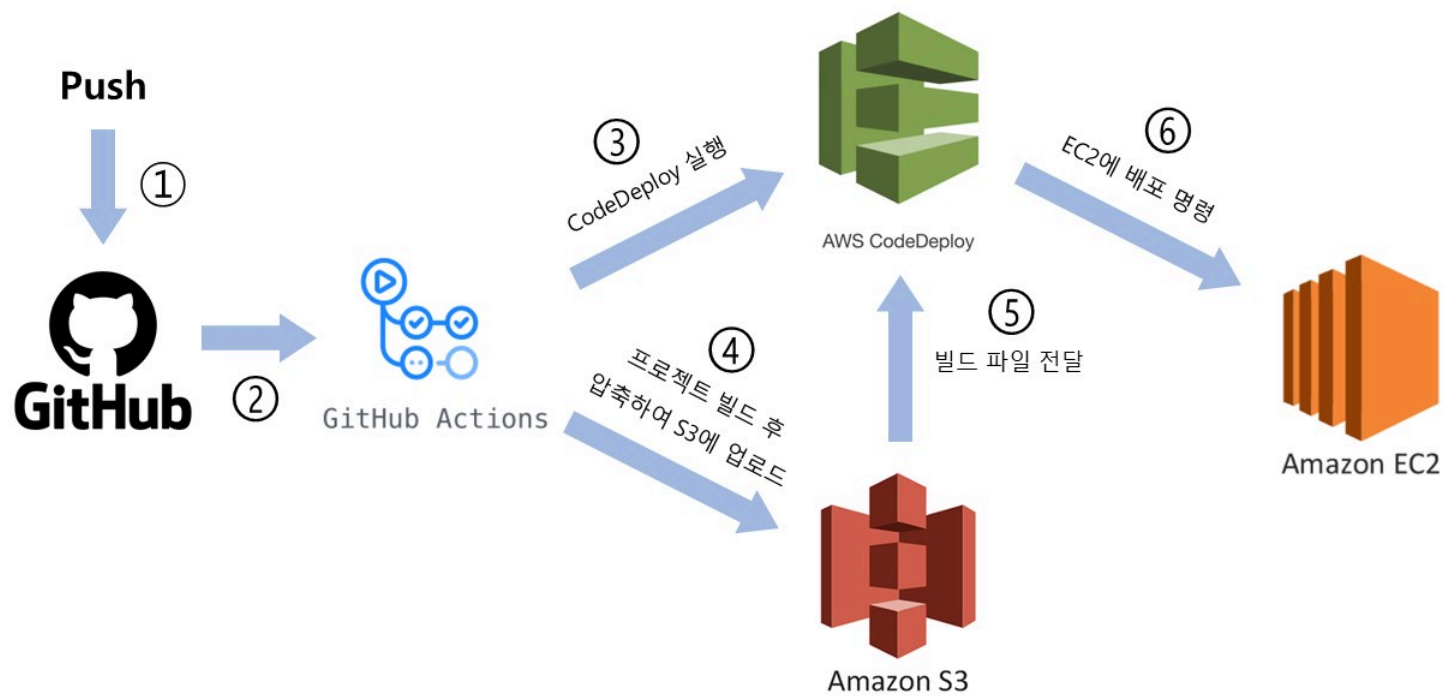 Push
①
GitHub
②
GitHub Actions
③
CodeDeploy 실행
④
프로젝트 빌드 후
압축하여 S3에 업로드
AWS CodeDeploy
⑤
빌드 파일 전달
Amazon S3
⑥
EC2에 배포 명령
Amazon EC2